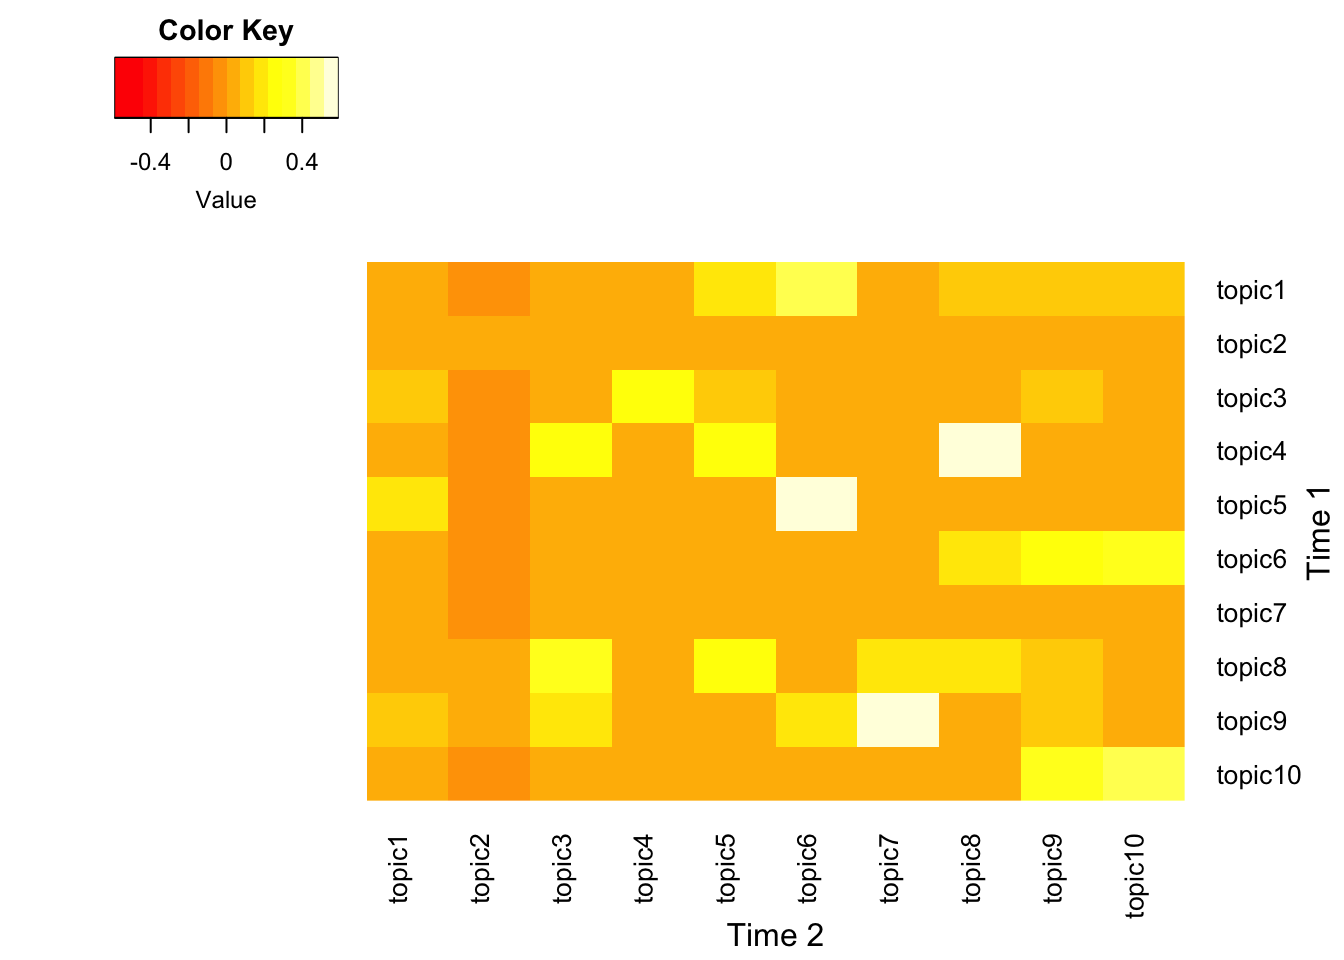 Color Key
-0.4 0 0.4
Value
topic1
topic2
topic3
topic4
topic5
topic6
topic7
topic8
topic9
topic10
Time 1
topic1 topic2 topic3 topic4 topic5 topic6 topic7 topic8 topic9 topic10
Time 2